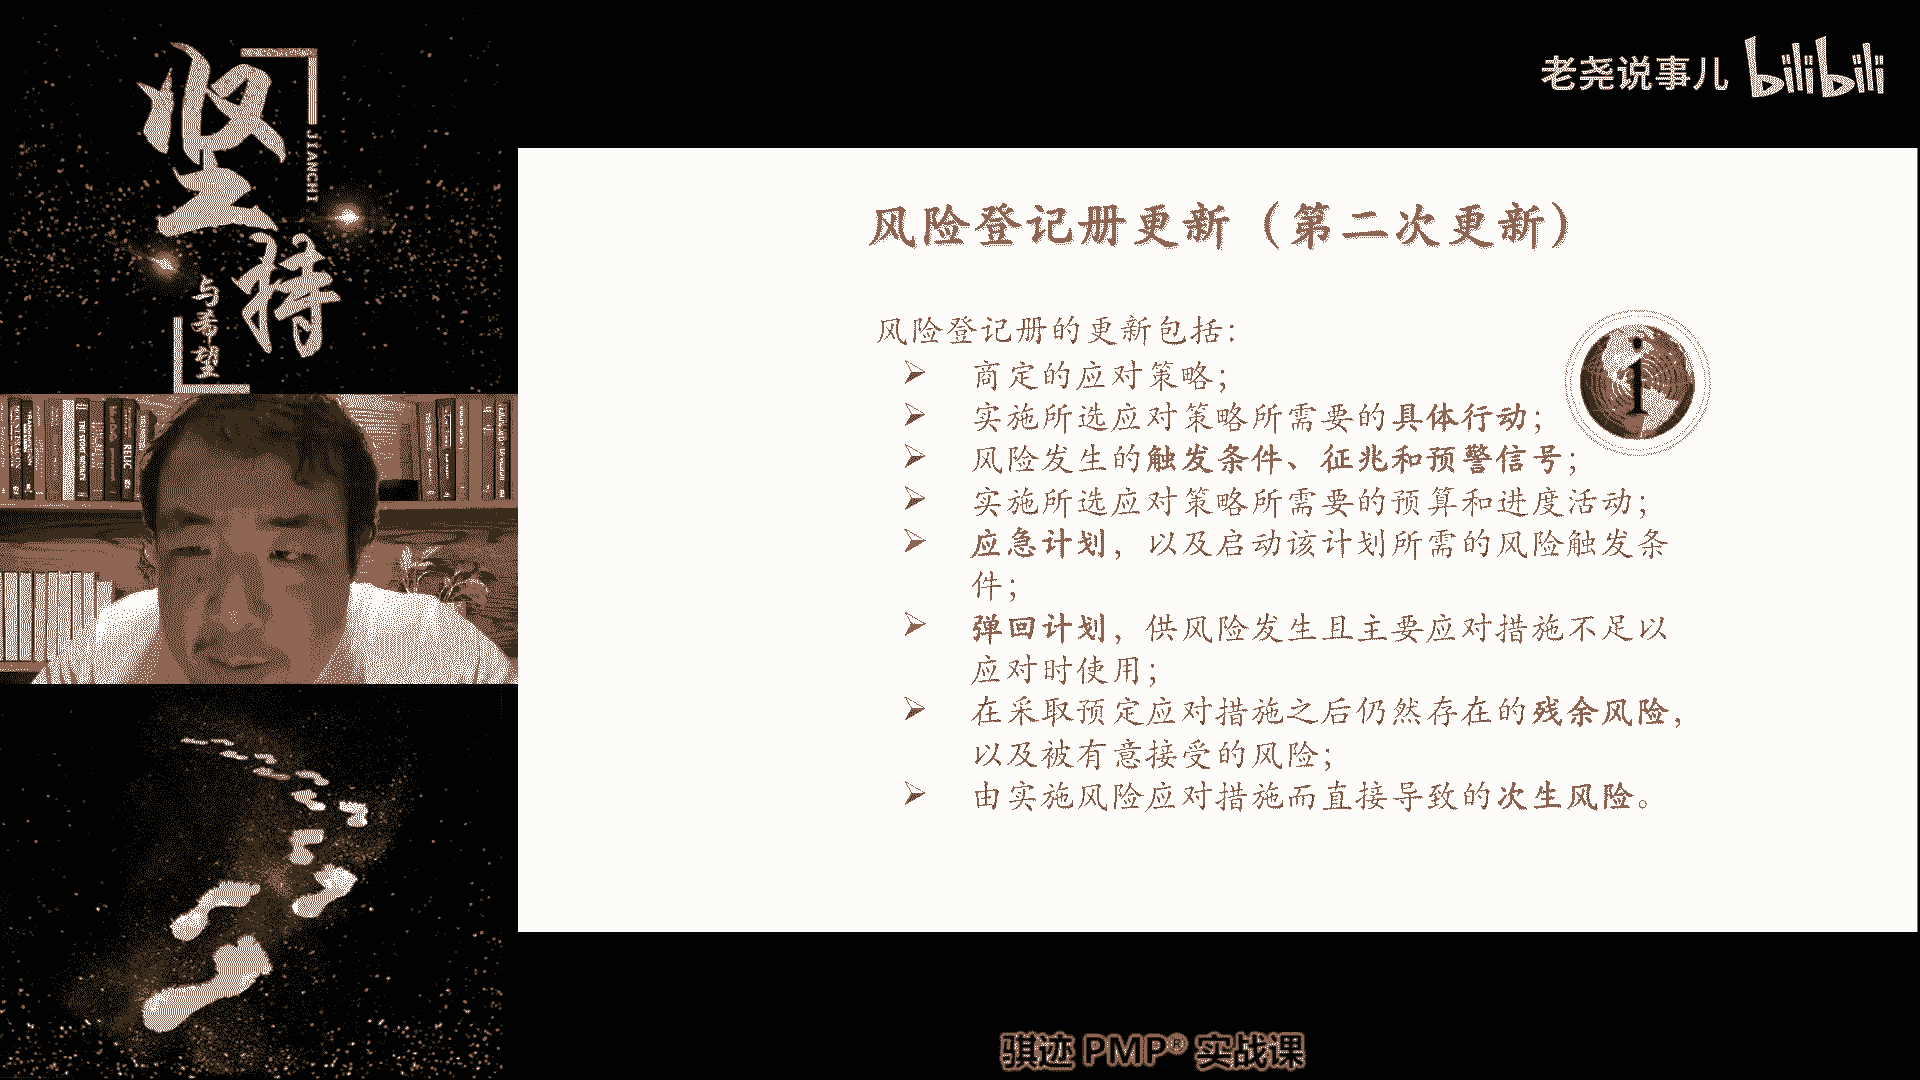 坚持
JIANCHI
与希望
老尧说事儿 bilibili
风险登记册更新（第二次更新）
风险登记册的更新包括：
➢ 商定的应对策略；
➢ 实施所选应对策略所需要的具体行动；
➢ 风险发生的触发条件、征兆和预警信号；
➢ 实施所选应对策略所需要的预算和进度活动；
➢ 应急计划，以及启动该计划所需的风险触发条
件；
➢ 弹回计划，供风险发生且主要应对措施不足以
应对时使用；
➢ 在采取预定应对措施之后仍然存在的残余风险，
以及被有意接受的风险；
➢ 由实施风险应对措施而直接导致的次生风险。
i
骐迹 PMP® 实战课